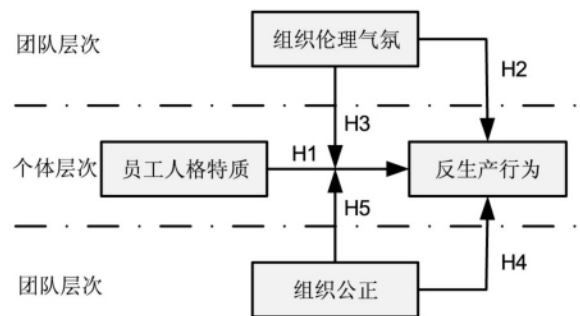 团队层次
组织伦理气氛
H2
H3
个体层次
员工人格特质
H1
反生产行为
H5
H4
团队层次
组织公正